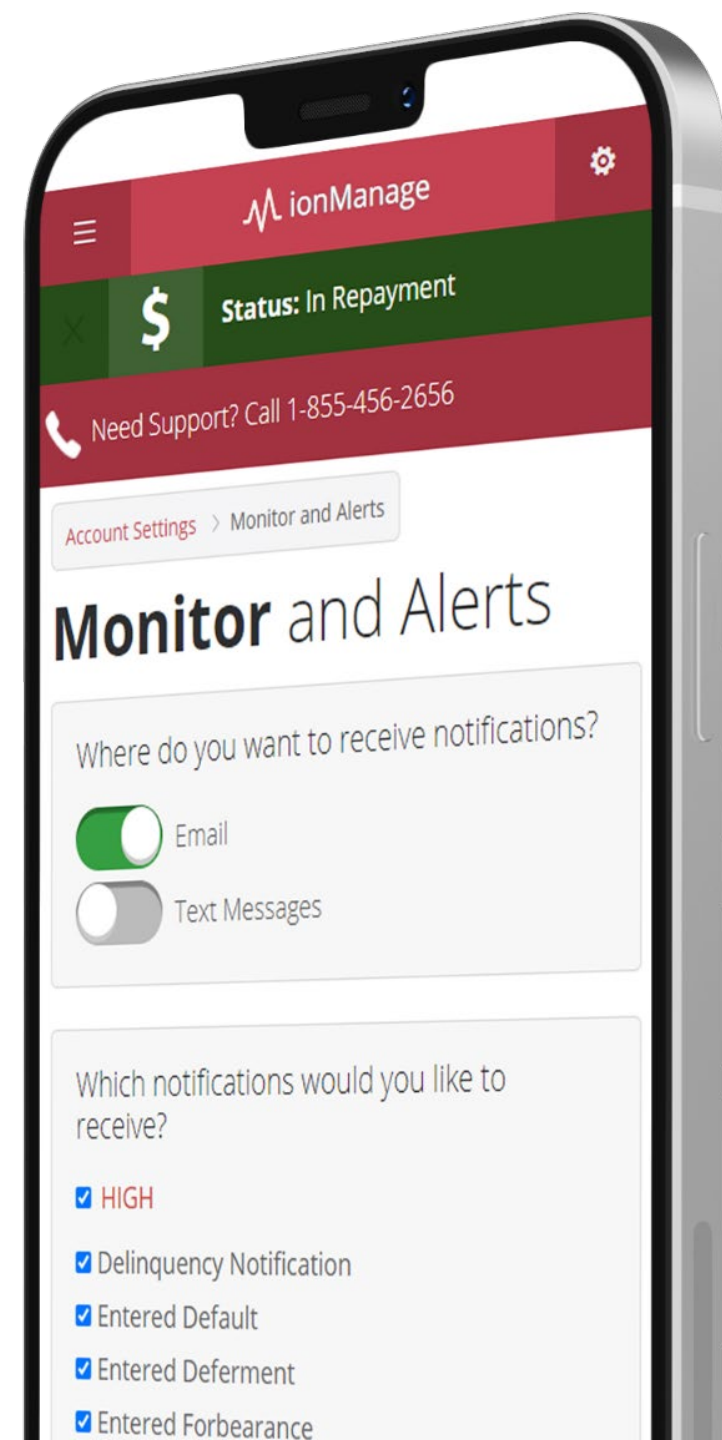 ionManage
$ Status: In Repayment
Need Support? Call 1-855-456-2656
Account Settings > Monitor and Alerts
Monitor and Alerts
Where do you want to receive notifications?
Email
Text Messages
Which notifications would you like to
receive?
HIGH
Delinquency Notification
Entered Default
Entered Deferment
Entered Forbearance